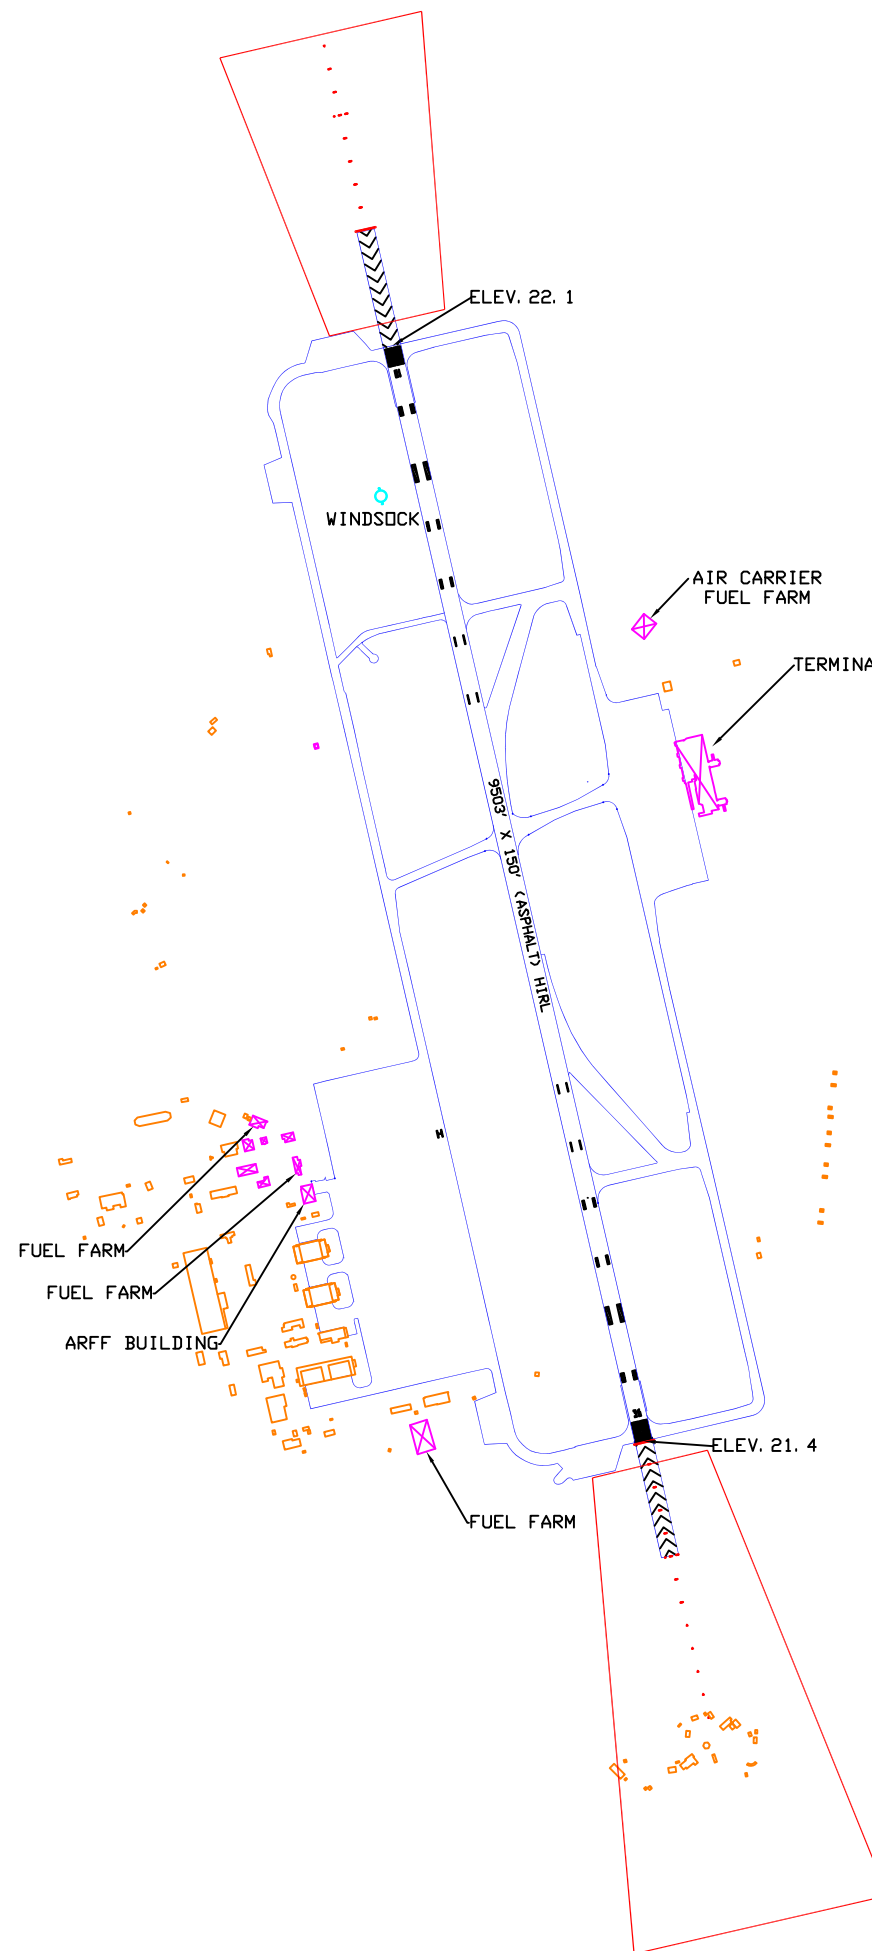 ELEV. 22. 1
WINDSOCK
AIR CARRIER
FUEL FARM
TERMINA
9503' X 150' (ASPHALT) HIRL
FUEL FARM
FUEL FARM
ARFF BUILDING
ELEV. 21. 4
FUEL FARM